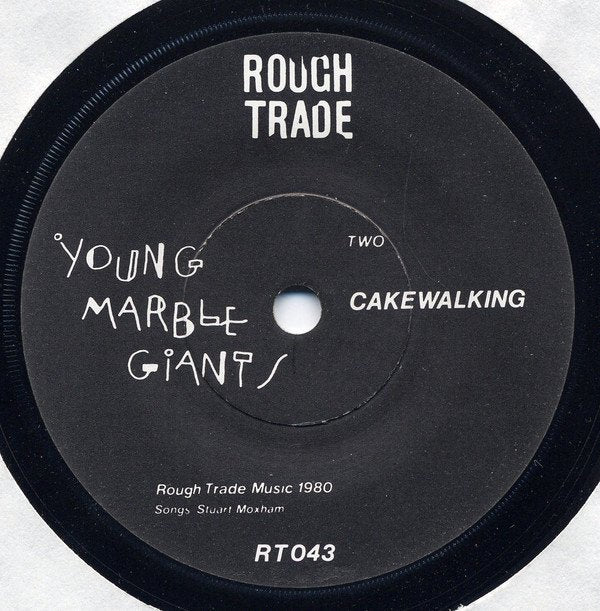 ROUGH
TRADE
TWO
YOUNG
MARBLE
GIANTS
CAKEWALKING
Rough Trade Music 1980
Songs Stuart Moxham
RT043